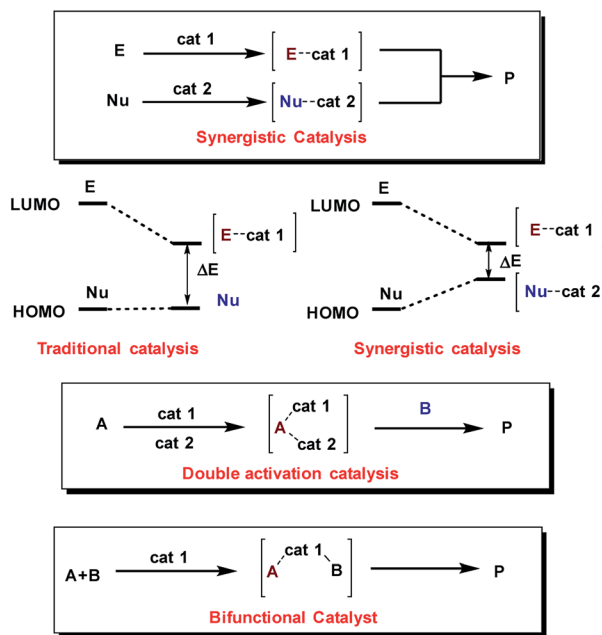 E cat 1 [ E--cat 1 ]
P
Nu cat 2 [ Nu--cat 2 ]
Synergistic Catalysis
E
LUMO
[ E--cat 1 ]
ΔE
Nu
Nu
HOMO
Traditional catalysis
E
LUMO
[ E--cat 1
ΔE
Nu
[ Nu--cat 2
HOMO
Synergistic catalysis
cat 1
cat 1
B
A
A
P
cat 2
cat 2
Double activation catalysis
cat 1
cat 1
A+B
A
B
P
Bifunctional Catalyst